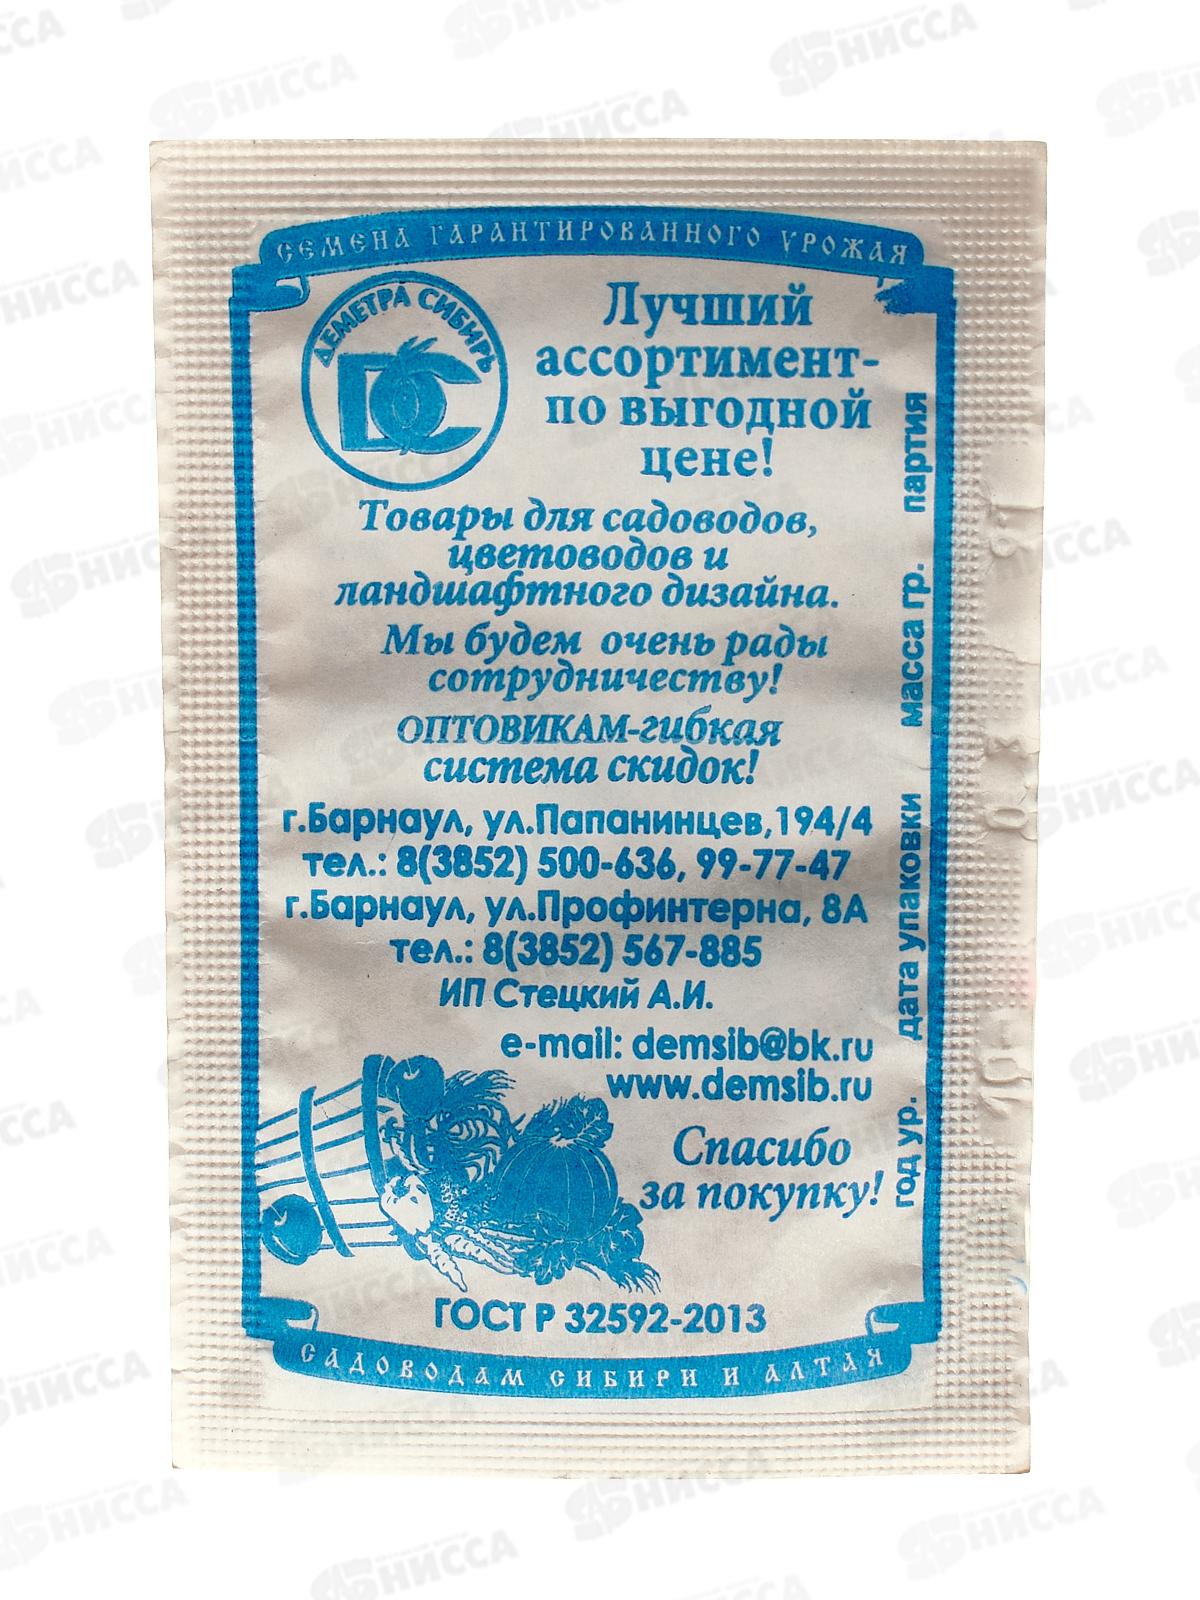 СЕМЕНА ГАРАНТИРОВАННОГО УРОЖАЯ
ДЕМЕТРА СИБИРЬ
ДС
Лучший
ассортимент-
по выгодной
цене!
Товары для садоводов,
цветоводов и
ландшафтного дизайна.
Мы будем очень рады
сотрудничеству!
ОПТОВИКАМ-гибкая
система скидок!
г.Барнаул, ул.Папанинцев,194/4
тел.: 8(3852) 500-636, 99-77-47
г.Барнаул, ул.Профинтерна, 8А
тел.: 8(3852) 567-885
ИП Стецкий А.И.
e-mail: demsib@bk.ru
www.demsib.ru
Спасибо
за покупку!
ГОСТ Р 32592-2013
САДОВОДАМ СИБИРИ И АЛТАЯ
год ур. дата упаковки масса гр. партия
НИССА